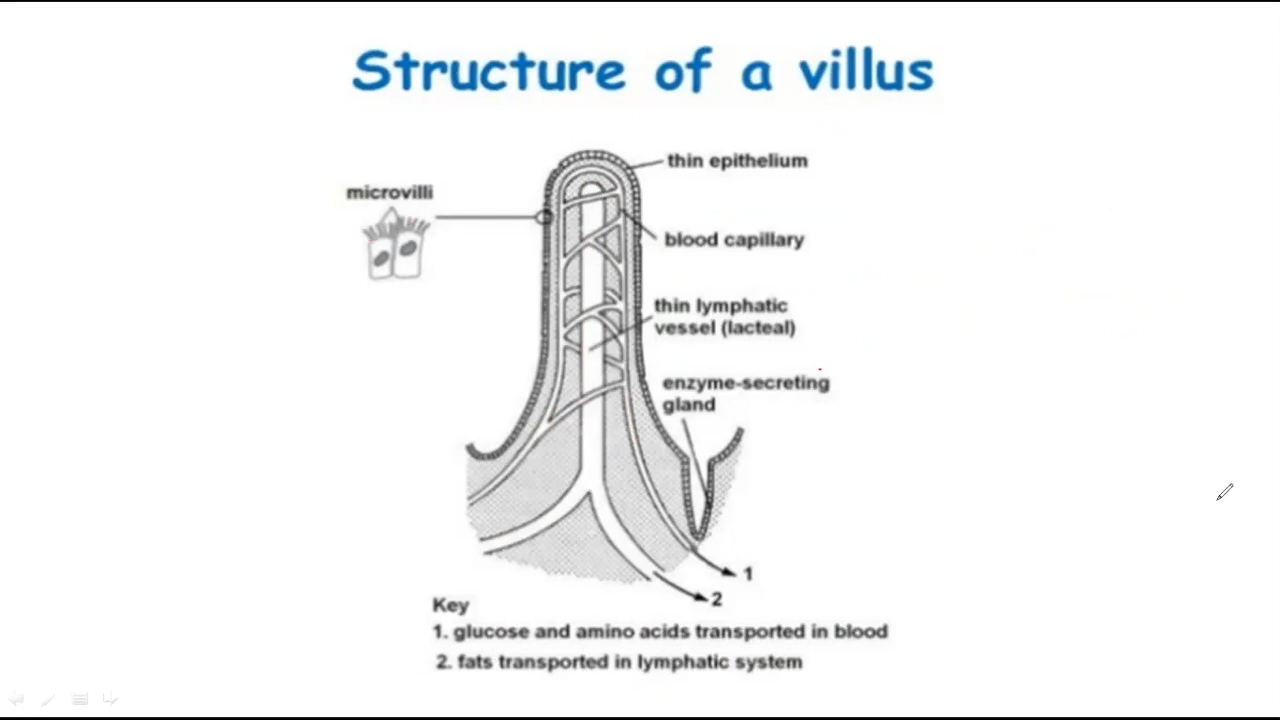 Structure of a villus
thin epithelium
microvilli
blood capillary
thin lymphatic
vessel (lacteal)
enzyme-secreting
gland
1
2
Key
1. glucose and amino acids transported in blood
2. fats transported in lymphatic system